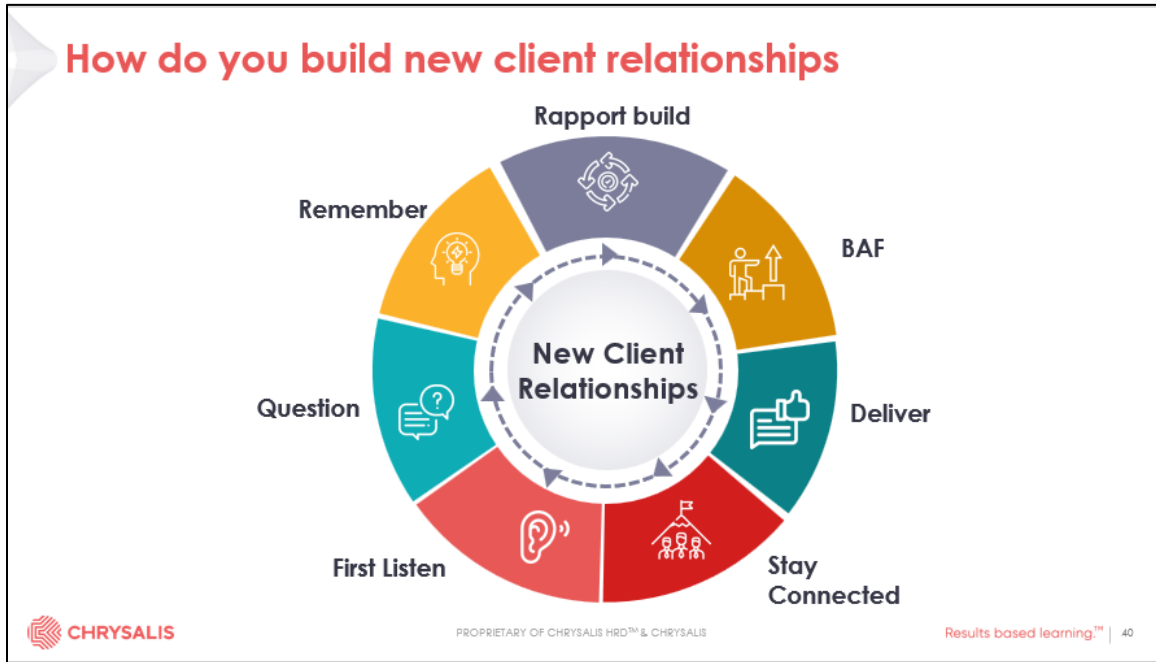 How do you build new client relationships
Rapport build
Remember
BAF
New Client
Relationships
Question
Deliver
First Listen
Stay
Connected
CHRYSALIS
PROPRIETARY OF CHRYSALIS HRD™ & CHRYSALIS
Results based learning.™ | 40